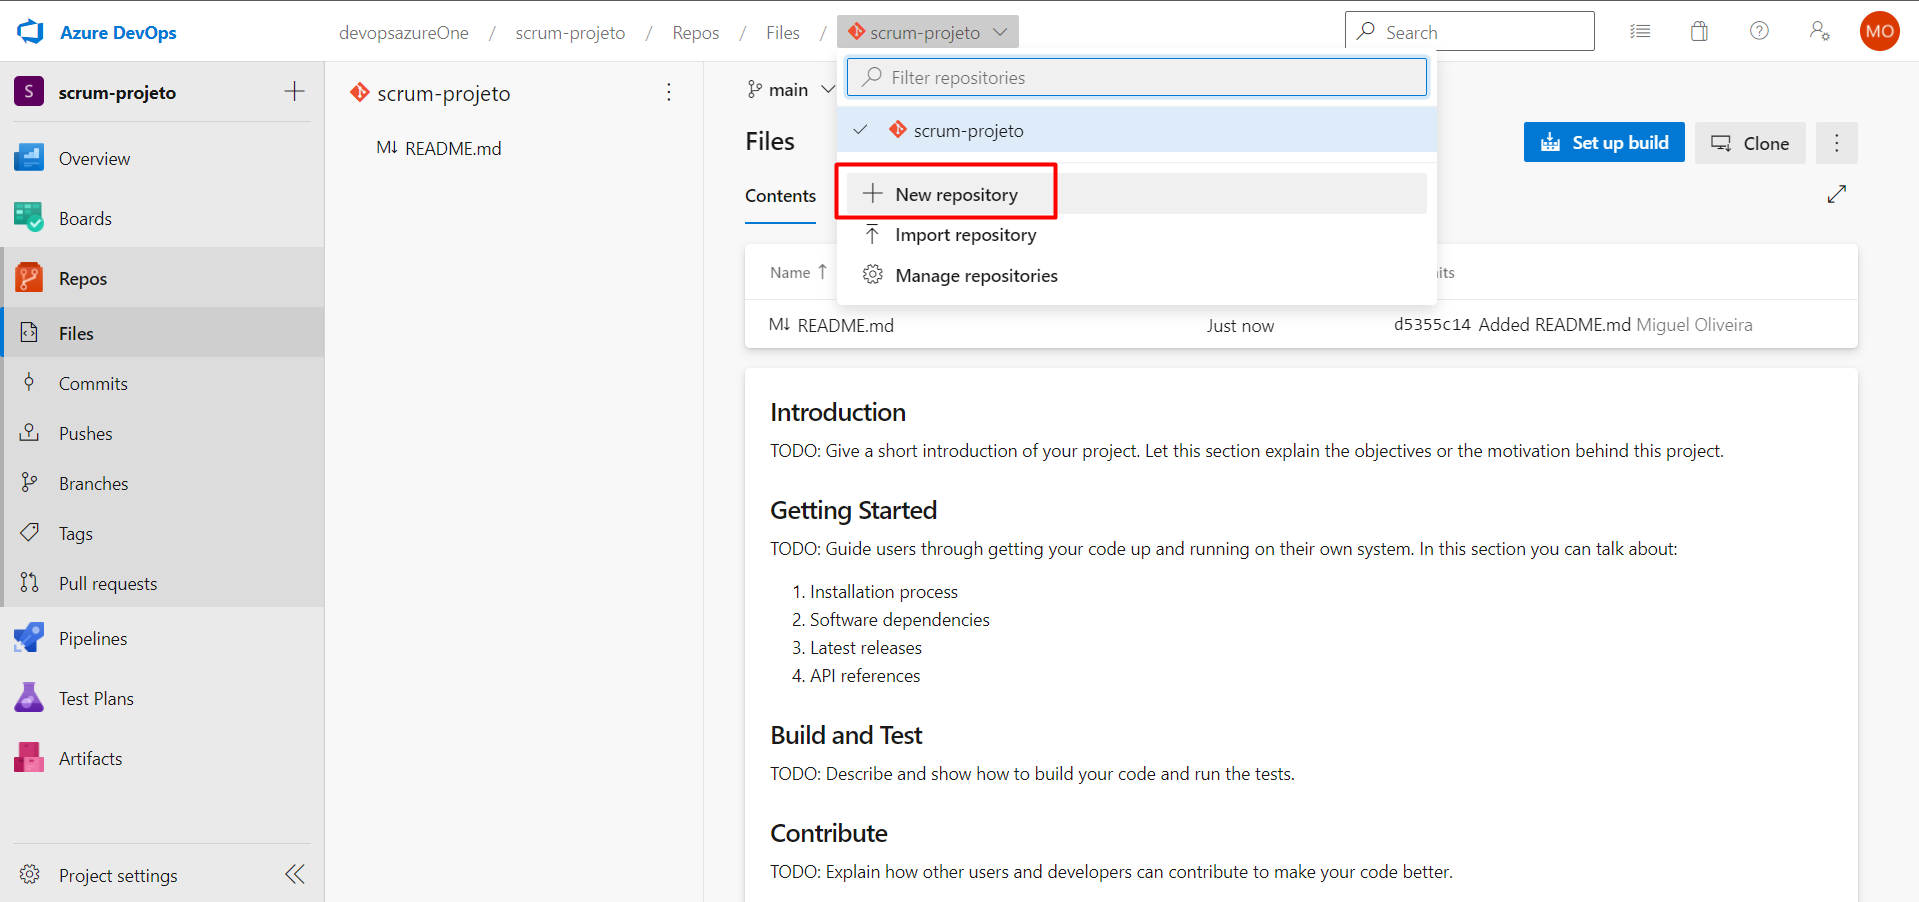 Azure DevOps
devopsazureOne / scrum-projeto / Repos / Files / scrum-projeto
Search
MO
S scrum-projeto
Overview
Boards
Repos
Files
Commits
Pushes
Branches
Tags
Pull requests
Pipelines
Test Plans
Artifacts
Project settings
scrum-projeto
M↓ README.md
main
Filter repositories
scrum-projeto
New repository
Import repository
Manage repositories
Files
Set up build
Clone
Contents
Name ↑ its
M↓ README.md Just now d5355c14 Added README.md Miguel Oliveira
Introduction
TODO: Give a short introduction of your project. Let this section explain the objectives or the motivation behind this project.
Getting Started
TODO: Guide users through getting your code up and running on their own system. In this section you can talk about:
1. Installation process
2. Software dependencies
3. Latest releases
4. API references
Build and Test
TODO: Describe and show how to build your code and run the tests.
Contribute
TODO: Explain how other users and developers can contribute to make your code better.